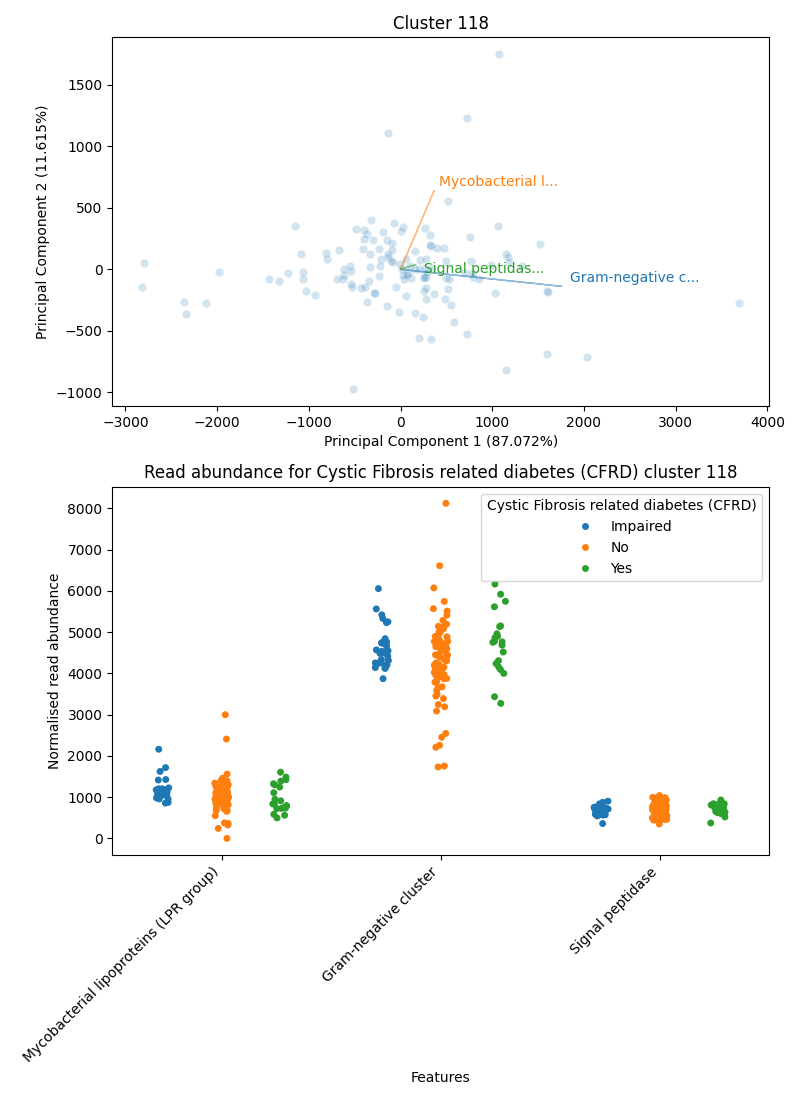 Cluster 118
1500
1000
500
0
−500
−1000
Principal Component 2 (11.615%)
Mycobacterial l...
Signal peptidas...
Gram-negative c...
−3000 −2000 −1000 0 1000 2000 3000 4000
Principal Component 1 (87.072%)
Read abundance for Cystic Fibrosis related diabetes (CFRD) cluster 118
Cystic Fibrosis related diabetes (CFRD)
Impaired
No
Yes
8000
7000
6000
5000
4000
3000
2000
1000
0
Normalised read abundance
Mycobacterial lipoproteins (LPR group)
Gram-negative cluster
Signal peptidase
Features